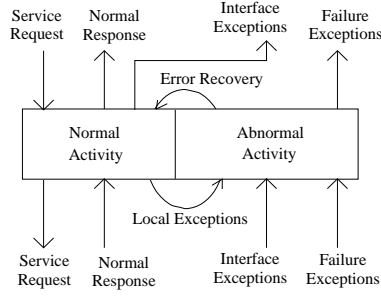 Service
Request
Normal
Response
Interface
Exceptions
Failure
Exceptions
Error Recovery
Normal
Activity
Abnormal
Activity
Local Exceptions
Service
Request
Normal
Response
Interface
Exceptions
Failure
Exceptions